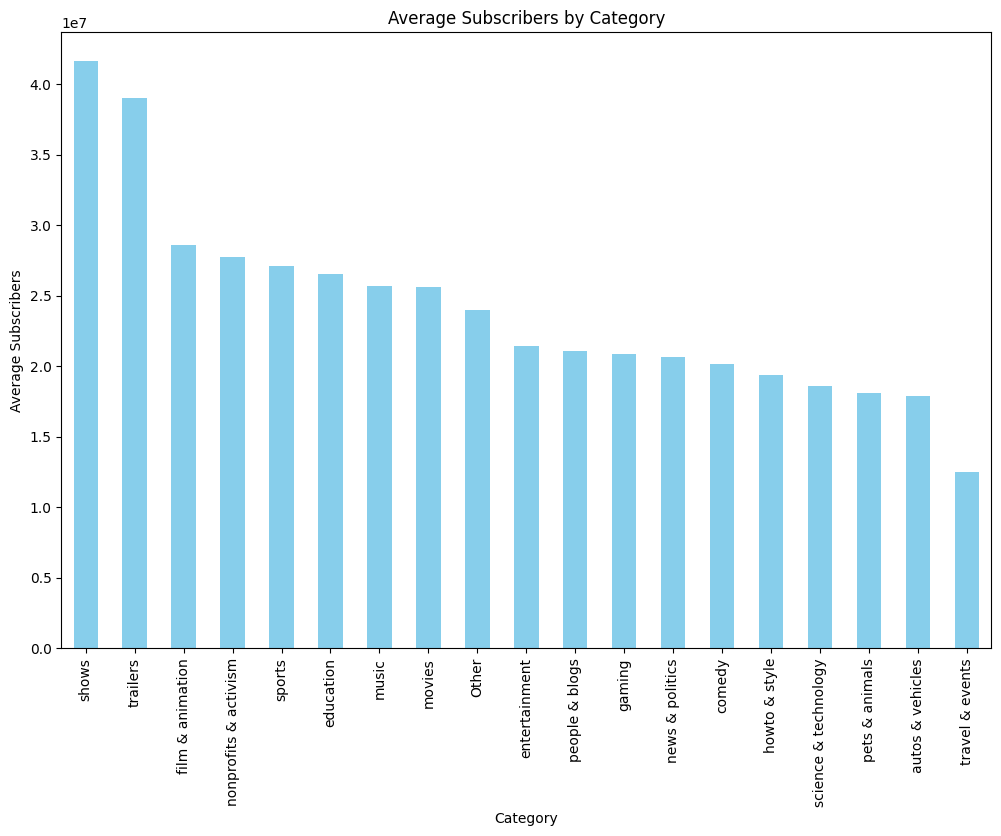 Average Subscribers by Category
1e7
4.0
3.5
3.0
2.5
2.0
1.5
1.0
0.5
0.0
Average Subscribers
shows
trailers
film & animation
nonprofits & activism
sports
education
music
movies
Other
entertainment
people & blogs
gaming
news & politics
comedy
howto & style
science & technology
pets & animals
autos & vehicles
travel & events
Category